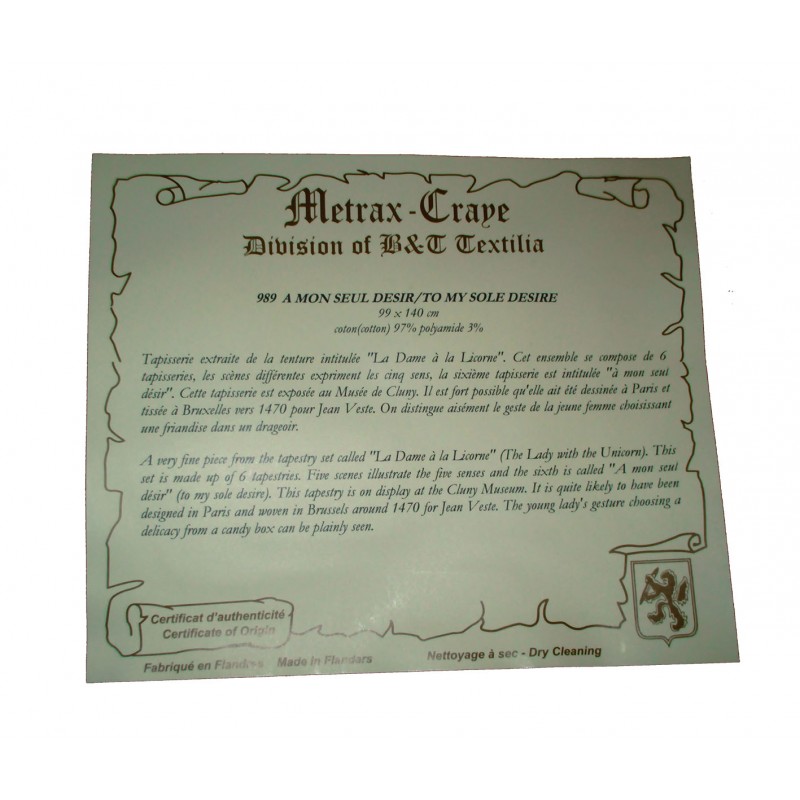 Metrax-Craye
Division of B&T Textilia
989 A MON SEUL DESIR/TO MY SOLE DESIRE
99 x 140 cm
coton(cotton) 97% polyamide 3%
Tapisserie extraite de la tenture intitulée "La Dame à la Licorne". Cet ensemble se compose de 6
tapisseries, les scènes différentes expriment les cinq sens, la sixième tapisserie est intitulée "à mon seul
désir". Cette tapisserie est exposée au Musée de Cluny. Il est fort possible qu'elle ait été dessinée à Paris et
tissée à Bruxelles vers 1470 pour Jean Veste. On distingue aisément le geste de la jeune femme choisissant
une friandise dans un drageoir.
A very fine piece from the tapestry set called "La Dame à la Licorne" (The Lady with the Unicorn). This
set is made up of 6 tapestries. Five scenes illustrate the five senses and the sixth is called "A mon seul
désir" (to my sole desire). This tapestry is on display at the Cluny Museum. It is quite likely to have been
designed in Paris and woven in Brussels around 1470 for Jean Veste. The young lady's gesture choosing a
delicacy from a candy box can be plainly seen.
Certificat d'authenticité
Certificate of Origin
Fabriqué en Flandres Made in Flanders Nettoyage à sec - Dry Cleaning